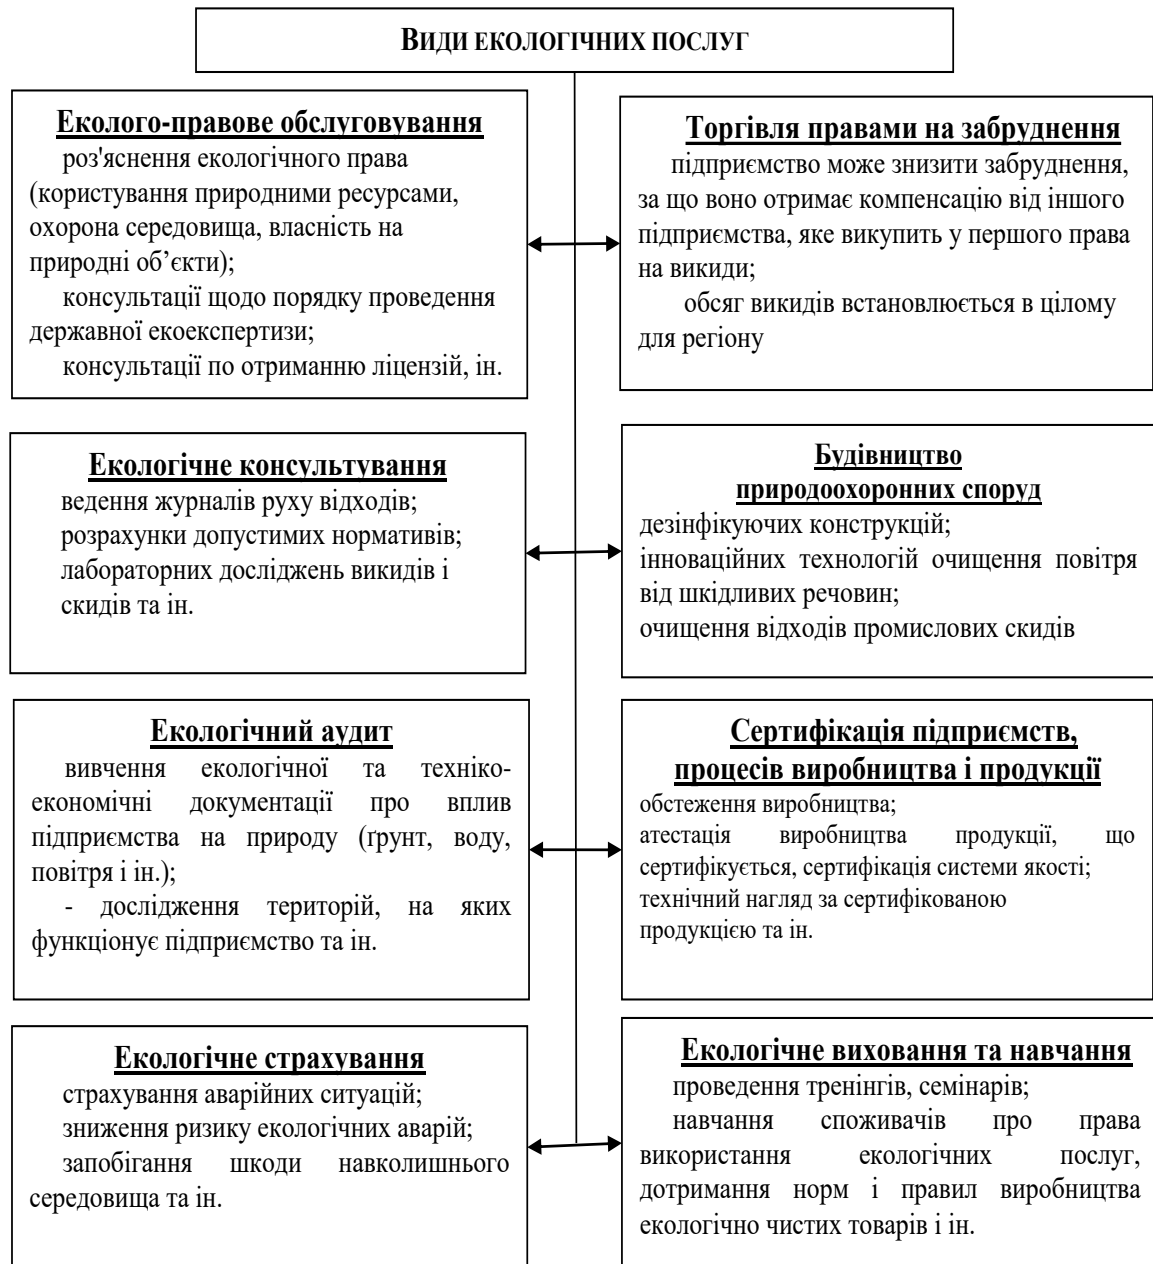 ВИДИ ЕКОЛОГІЧНИХ ПОСЛУГ
Еколого-правове обслуговування
роз'яснення екологічного права
(користування природними ресурсами,
охорона середовища, власність на
природні об’єкти);
консультації щодо порядку проведення
державної екоекспертизи;
консультації по отриманню ліцензій, ін.
Торгівля правами на забруднення
підприємство може знизити забруднення,
за що воно отримає компенсацію від іншого
підприємства, яке викупить у першого права
на викиди;
обсяг викидів встановлюється в цілому
для регіону
Екологічне консультування
ведення журналів руху відходів;
розрахунки допустимих нормативів;
лабораторних досліджень викидів і
скидів та ін.
Будівництво
природоохоронних споруд
дезінфікуючих конструкцій;
інноваційних технологій очищення повітря
від шкідливих речовин;
очищення відходів промислових скидів
Екологічний аудит
вивчення екологічної та техніко-
економічні документації про вплив
підприємства на природу (ґрунт, воду,
повітря і ін.);
- дослідження територій, на яких
функціонує підприємство та ін.
Сертифікація підприємств,
процесів виробництва і продукції
обстеження виробництва;
атестація виробництва продукції, що
сертифікується, сертифікація системи якості;
технічний нагляд за сертифікованою
продукцією та ін.
Екологічне страхування
страхування аварійних ситуацій;
зниження ризику екологічних аварій;
запобігання шкоди навколишнього
середовища та ін.
Екологічне виховання та навчання
проведення тренінгів, семінарів;
навчання споживачів про права
використання екологічних послуг,
дотримання норм і правил виробництва
екологічно чистих товарів і ін.